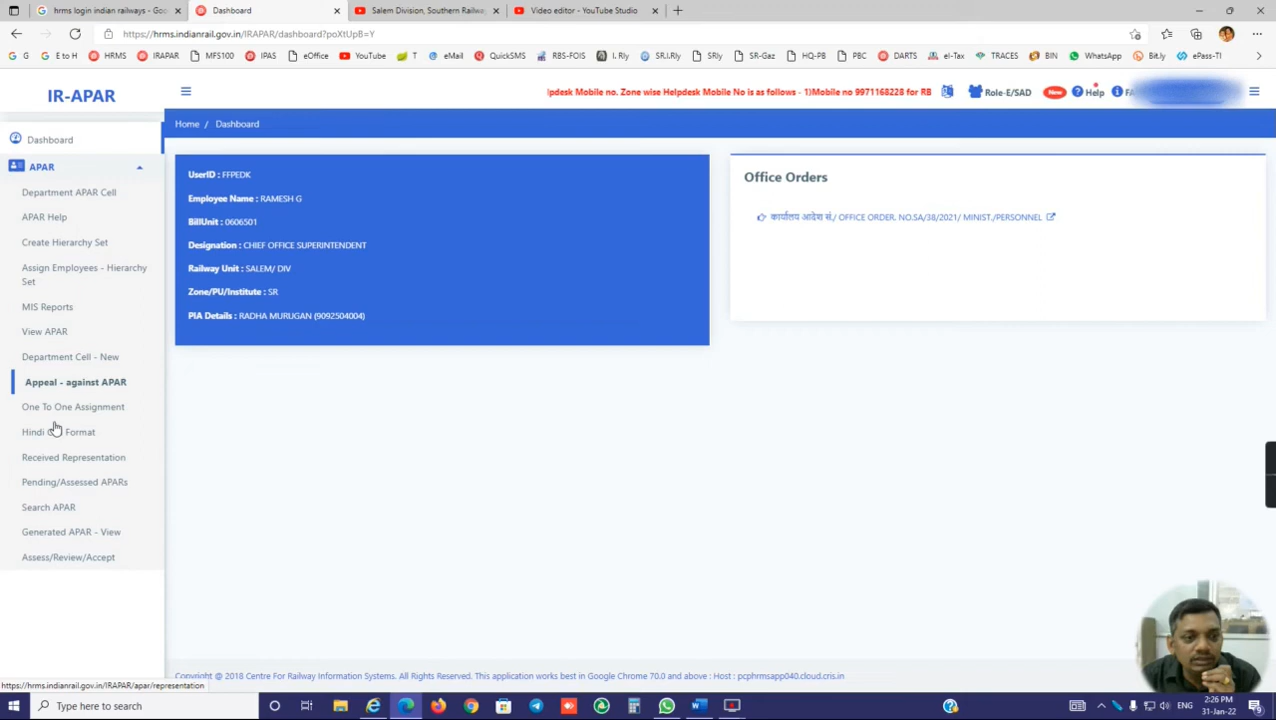 hrms login indian railways - Goo
Dashboard
Salem Division, Southern Railway
Video editor - YouTube Studio
https://hrms.indianrail.gov.in/IRAPAR/dashboard?poXtUpB=Y
G
E to H
HRMS
IRAPAR
MFS100
IPAS
eOffice
YouTube
T
eMail
QuickSMS
RBS-FOIS
I. Rly
SR.I.Rly
SRly
SR-Gaz
HQ-PB
PBC
DARTS
el-Tax
TRACES
BIN
WhatsApp
Bit.ly
ePass-TI
IR-APAR
lpdesk Mobile no. Zone wise Helpdesk Mobile No is as follows - 1)Mobile no 9971168228 for RB
Role-E/SAD
New
Help
FA
Home / Dashboard
Dashboard
APAR
Department APAR Cell
APAR Help
Create Hierarchy Set
Assign Employees - Hierarchy
Set
MIS Reports
View APAR
Department Cell - New
Appeal - against APAR
One To One Assignment
Hindi Format
Received Representation
Pending/Assessed APARs
Search APAR
Generated APAR - View
Assess/Review/Accept
UserID : FFPEDK
Employee Name : RAMESH G
BillUnit : 0606501
Designation : CHIEF OFFICE SUPERINTENDENT
Railway Unit : SALEM/ DIV
Zone/PU/Institute : SR
PIA Details : RADHA MURUGAN (9092504004)
Office Orders
कार्यालय आदेश सं./ OFFICE ORDER. NO.SA/38/2021/ MINIST./PERSONNEL
Copyright @ 2018 Centre For Railway Information Systems. All Rights Reserved. This application works best in Google Chrome 70.0 and above : Host : pcphrmsapp040.cloud.cris.in
https://hrms.indianrail.gov.in/IRAPAR/apar/representation
Type here to search
ENG
2:26 PM
31-Jan-22